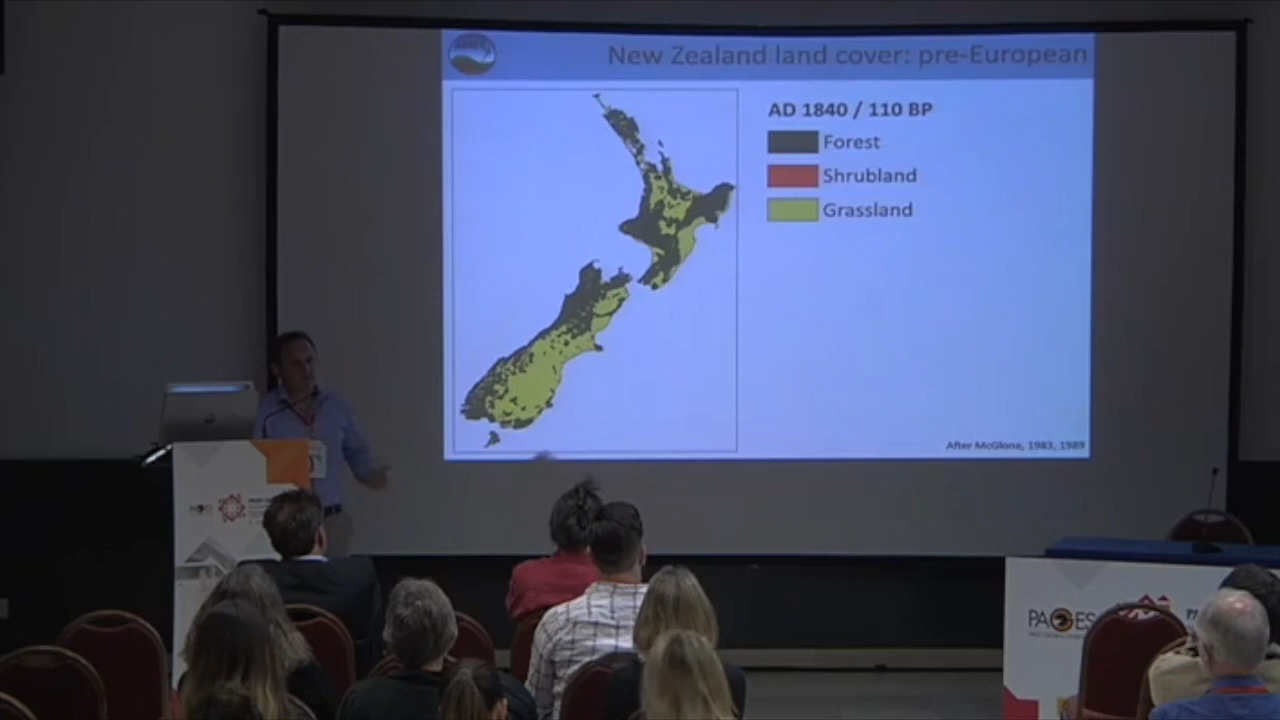 New Zealand land cover: pre-European
AD 1840 / 110 BP
Forest
Shrubland
Grassland
After McGlone, 1983, 1989
PAGES